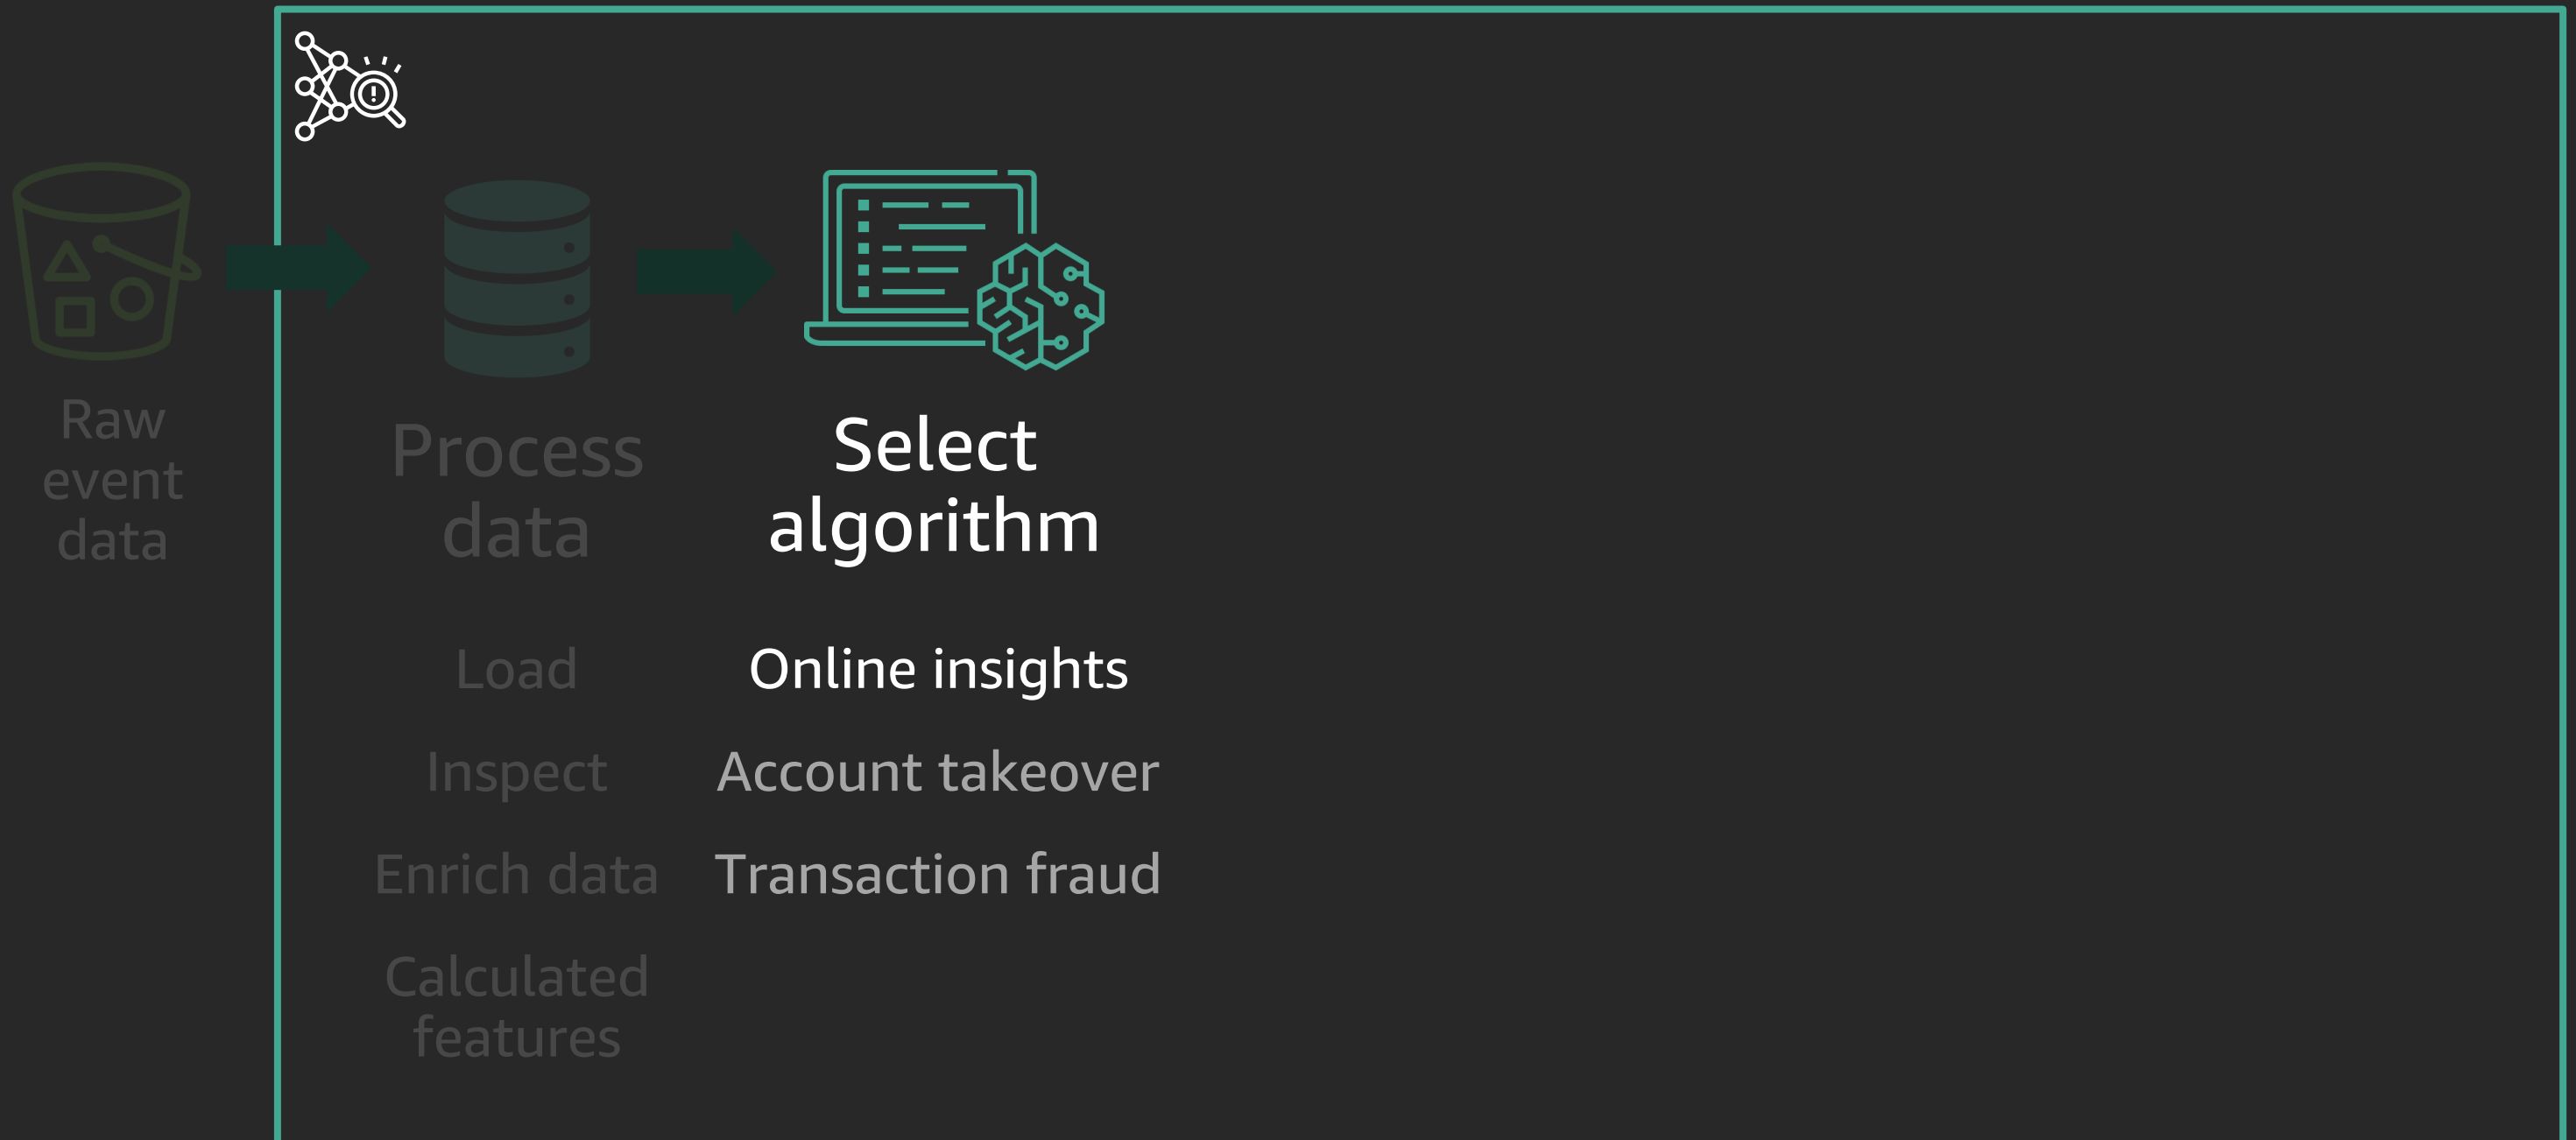 Raw
event
data
Process
data
Load
Inspect
Enrich data
Calculated
features
Select
algorithm
Online insights
Account takeover
Transaction fraud